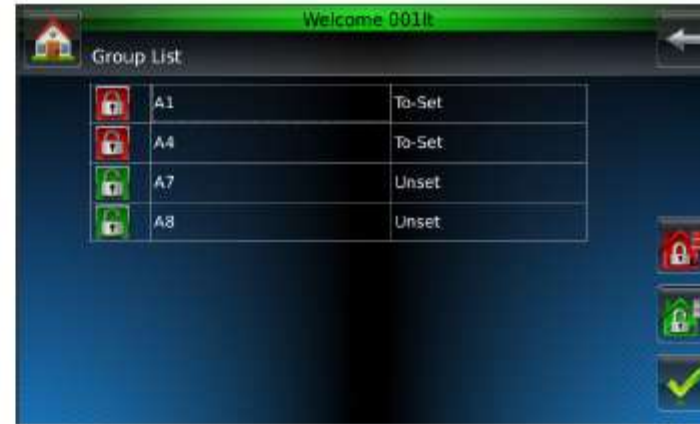 Welcome 001lt
Group List
A1 To-Set
A4 To-Set
A7 Unset
A8 Unset